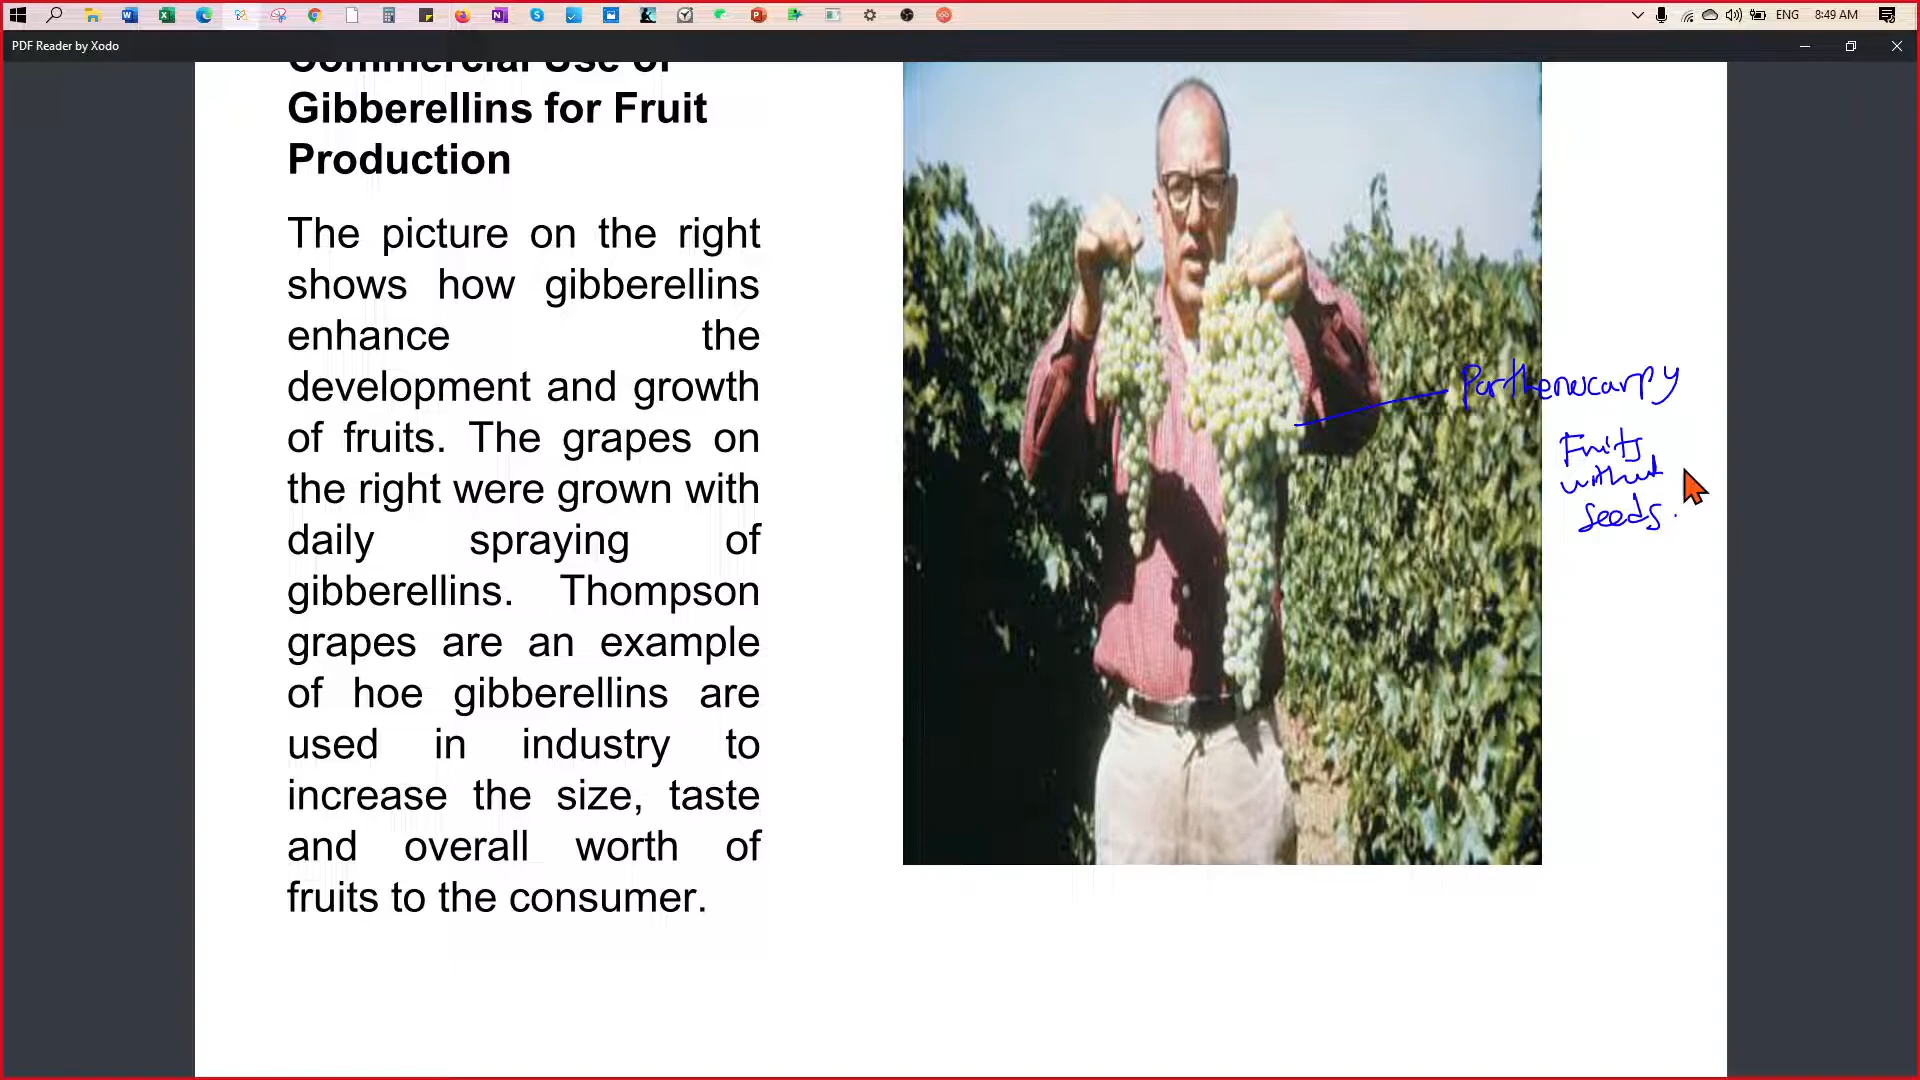 ENG
8:49 AM
PDF Reader by Xodo
Commercial Use of
Gibberellins for Fruit
Production
The picture on the right
shows how gibberellins
enhance the
development and growth
of fruits. The grapes on
the right were grown with
daily spraying of
gibberellins. Thompson
grapes are an example
of hoe gibberellins are
used in industry to
increase the size, taste
and overall worth of
fruits to the consumer.
Parthenocarpy
Fruits
without
seeds.